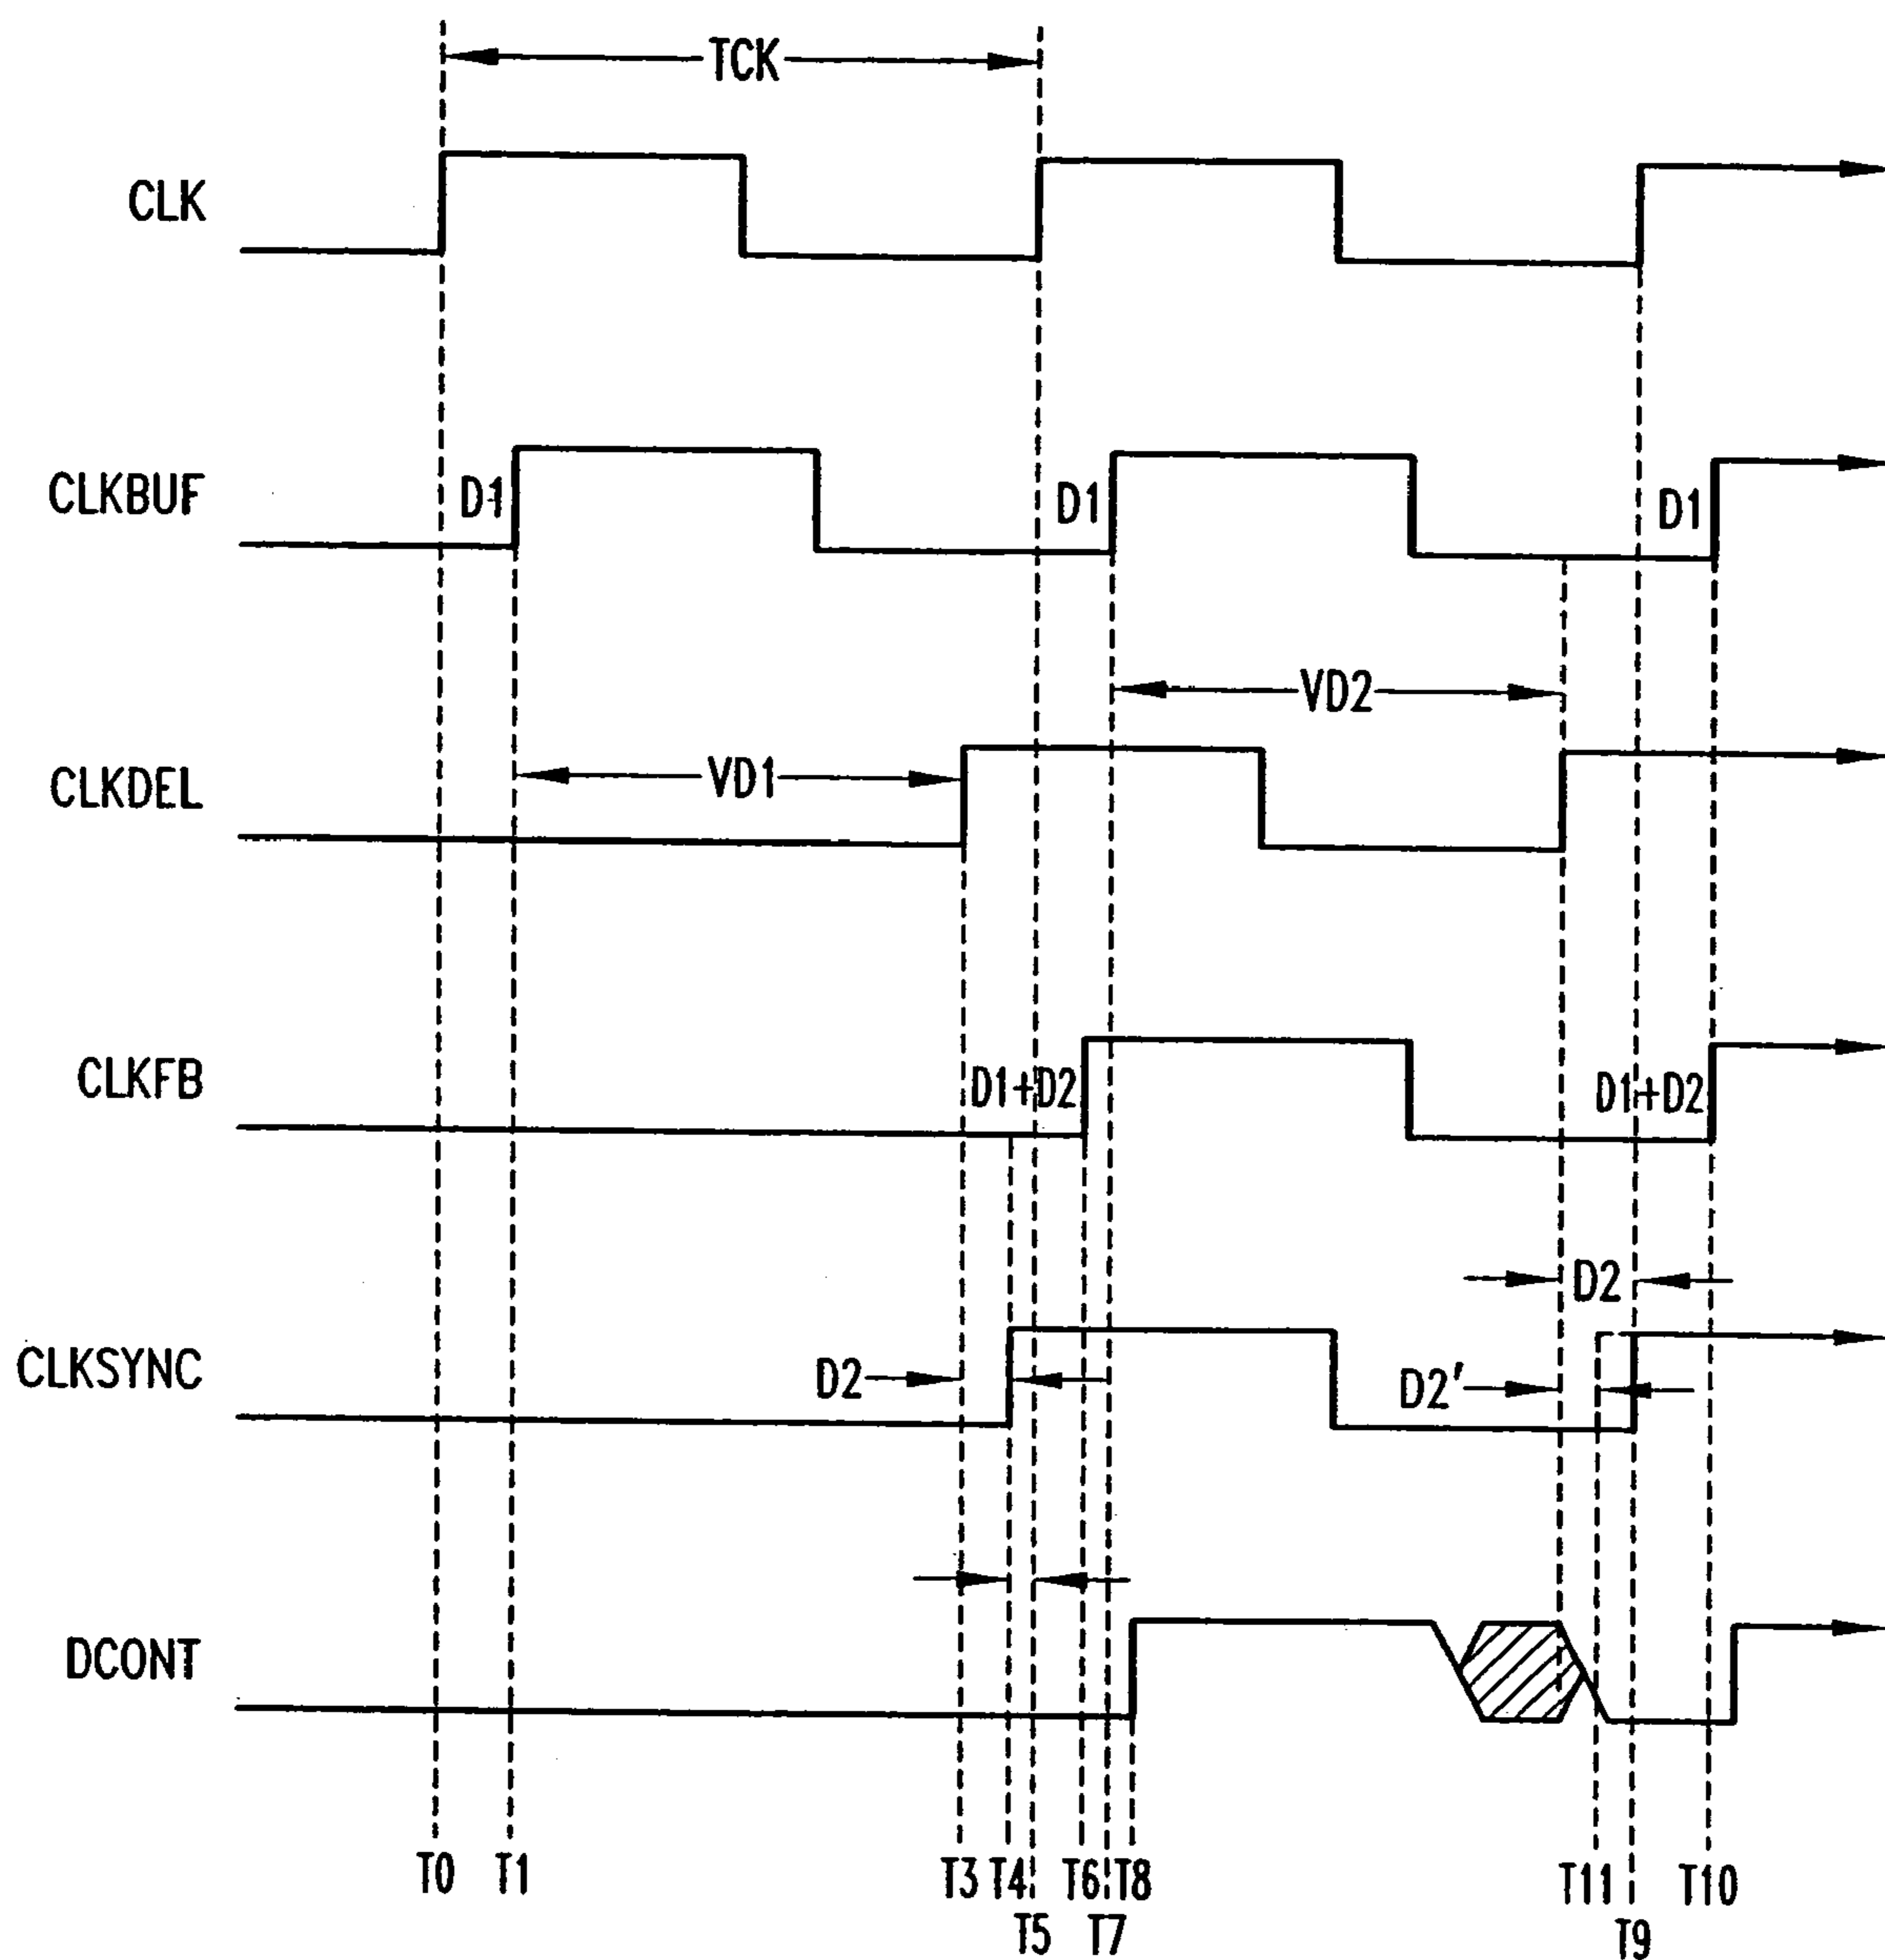 TCK
CLK
CLKBUF D1 D1 D1
VD2
CLKDEL VD1
CLKFB D1+D2 D1+D2
D2
CLKSYNC D2 D2'
DCONT
T0 T1 T3 T4 T6 T8 T11 T10
T5 T7 T9